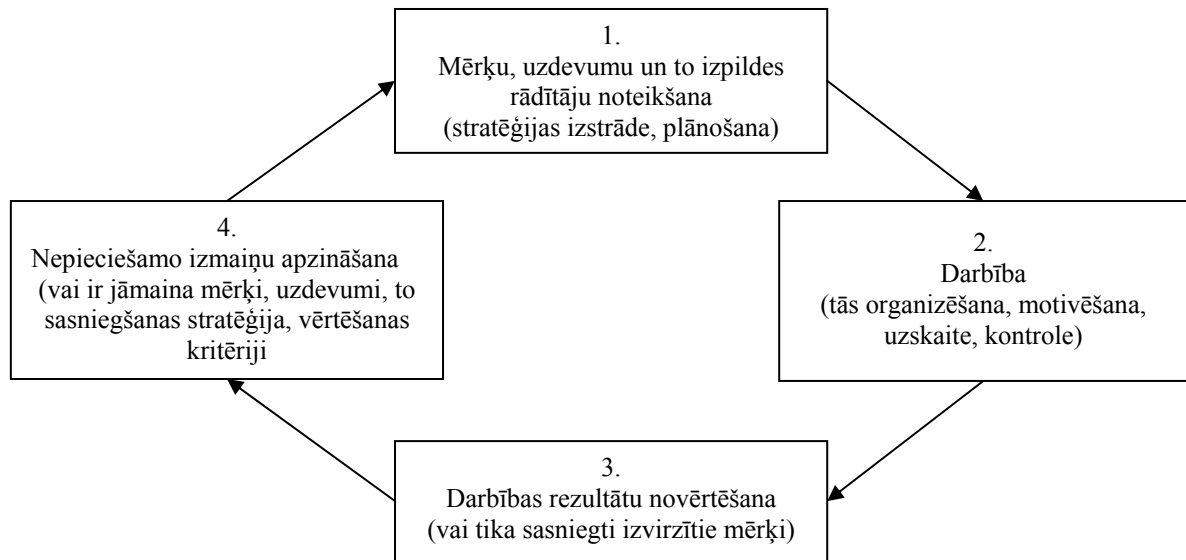 1.
Mērķu, uzdevumu un to izpildes
rādītāju noteikšana
(stratēģijas izstrāde, plānošana)
2.
Darbība
(tās organizēšana, motivēšana,
uzskaite, kontrole)
3.
Darbības rezultātu novērtēšana
(vai tika sasniegti izvirzītie mērķi)
4.
Nepieciešamo izmaiņu apzināšana
(vai ir jāmaina mērķi, uzdevumi, to
sasniegšanas stratēģija, vērtēšanas
kritēriji